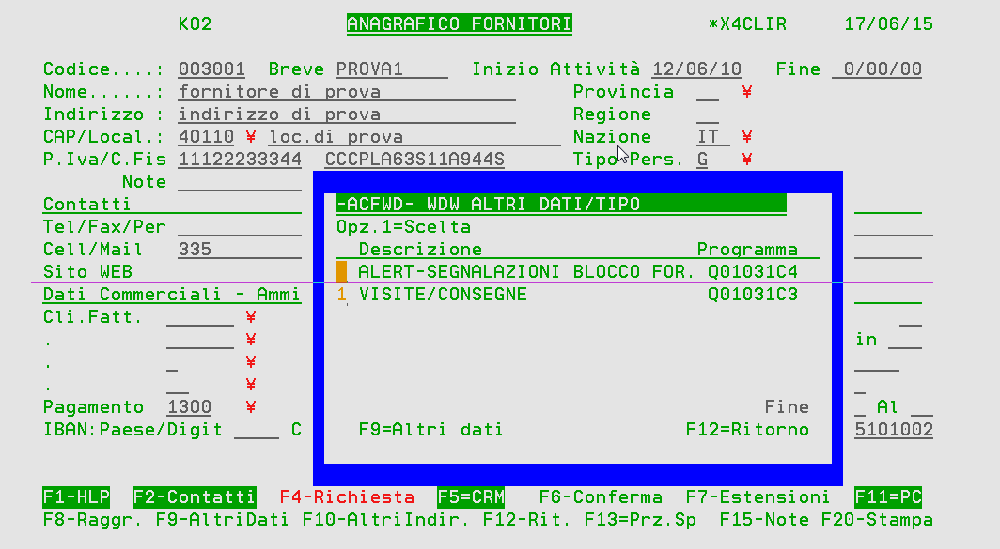 K02 ANAGRAFICO FORNITORI *X4CLIR 17/06/15
Codice....: 003001 Breve PROVA1 Inizio Attività 12/06/10 Fine 0/00/00
Nome......: fornitore di prova Provincia __ ¥
Indirizzo : indirizzo di prova Regione __
CAP/Local.: 40110 ¥ loc.di prova Nazione IT ¥
P.Iva/C.Fis 11122233344 CCCPLA63S11A944S Tipo Pers. G ¥
Note
Contatti -ACFWD- WDW ALTRI DATI/TIPO
Tel/Fax/Per Opz.1=Scelta
Cell/Mail 335 Descrizione Programma
Sito WEB ALERT-SEGNALAZIONI BLOCCO FOR. Q01031C4
Dati Commerciali - Ammi 1 VISITE/CONSEGNE Q01031C3
Cli.Fatt. ¥
. ¥ in
. ¥
. ¥
Pagamento 1300 ¥ Fine _ Al __
IBAN:Paese/Digit ____ C F9=Altri dati F12=Ritorno 5101002
F1-HLP F2-Contatti F4-Richiesta F5=CRM F6-Conferma F7-Estensioni F11=PC
F8-Raggr. F9-AltriDati F10-AltriIndir. F12-Rit. F13=Prz.Sp F15-Note F20-Stampa